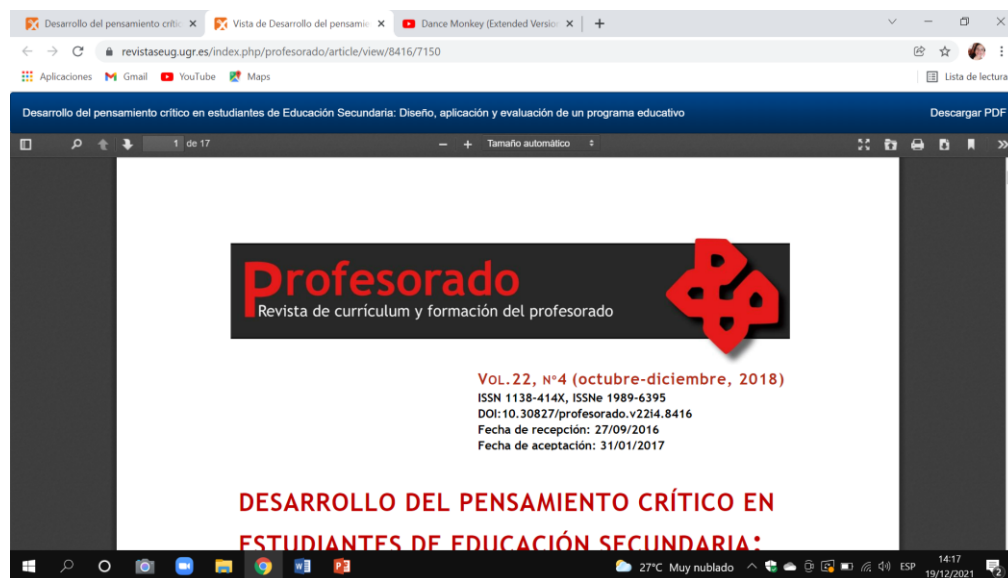 Desarrollo del pensamiento crític
Vista de Desarrollo del pensamie
Dance Monkey (Extended Version
revistaseug.ugr.es/index.php/profesorado/article/view/8416/7150
Aplicaciones Gmail YouTube Maps Lista de lectura
Desarrollo del pensamiento crítico en estudiantes de Educación Secundaria: Diseño, aplicación y evaluación de un programa educativo Descargar PDF
1 de 17 Tamaño automático
Profesorado
Revista de currículum y formación del profesorado
VOL.22, Nº4 (octubre-diciembre, 2018)
ISSN 1138-414X, ISSNe 1989-6395
DOI:10.30827/profesorado.v22i4.8416
Fecha de recepción: 27/09/2016
Fecha de aceptación: 31/01/2017
DESARROLLO DEL PENSAMIENTO CRÍTICO EN
ESTUDIANTES DE EDUCACIÓN SECUNDARIA:
27°C Muy nublado ESP 14:17
19/12/2021